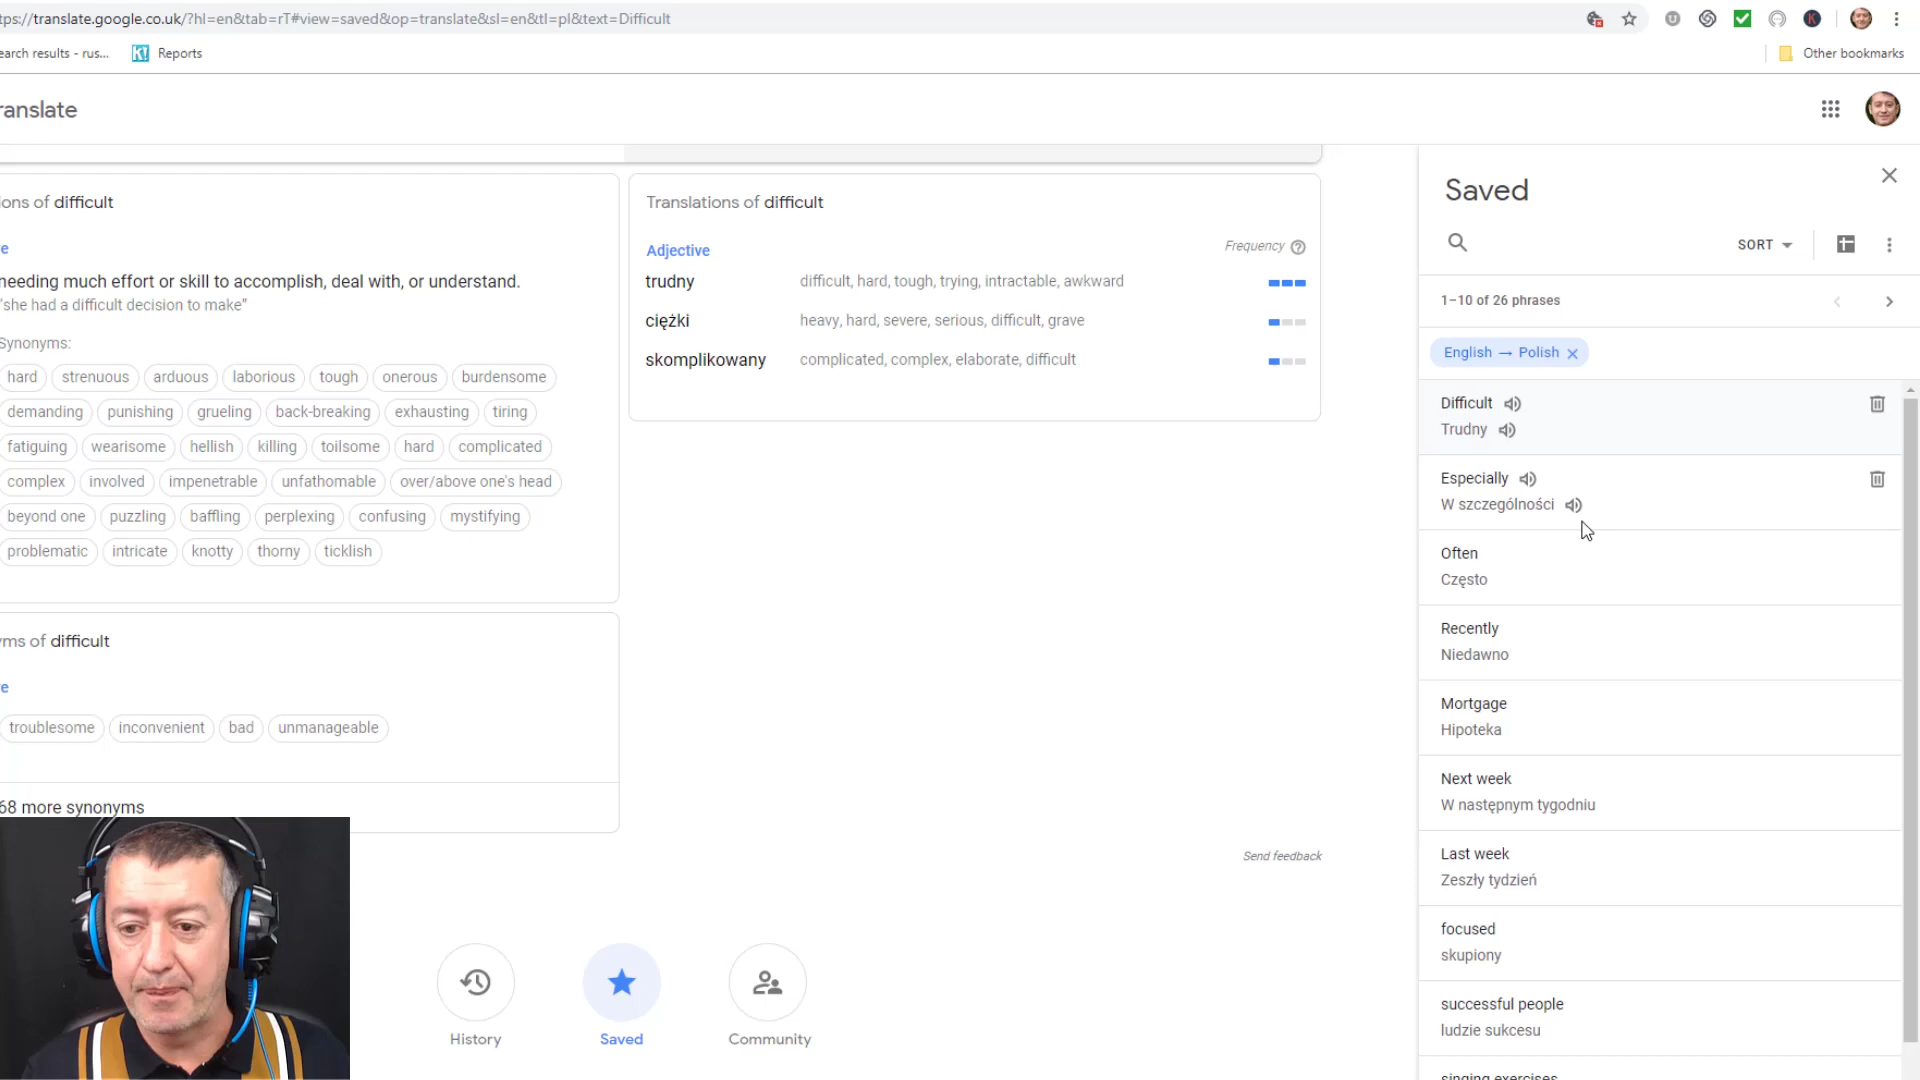 tps://translate.google.co.uk/?hl=en&tab=rT#view=saved&op=translate&sl=en&tl=pl&text=Difficult
earch results - rus...
Reports
Other bookmarks
ranslate
ions of difficult
e
needing much effort or skill to accomplish, deal with, or understand.
"she had a difficult decision to make"
Synonyms:
hard strenuous arduous laborious tough onerous burdensome
demanding punishing grueling back-breaking exhausting tiring
fatiguing wearisome hellish killing toilsome hard complicated
complex involved impenetrable unfathomable over/above one's head
beyond one puzzling baffling perplexing confusing mystifying
problematic intricate knotty thorny ticklish
yms of difficult
e
troublesome inconvenient bad unmanageable
68 more synonyms
Translations of difficult
Adjective Frequency
trudny difficult, hard, tough, trying, intractable, awkward
ciężki heavy, hard, severe, serious, difficult, grave
skomplikowany complicated, complex, elaborate, difficult
Send feedback
History Saved Community
Saved
SORT
1–10 of 26 phrases
English → Polish
Difficult
Trudny
Especially
W szczególności
Often
Często
Recently
Niedawno
Mortgage
Hipoteka
Next week
W następnym tygodniu
Last week
Zeszły tydzień
focused
skupiony
successful people
ludzie sukcesu
singing exercises